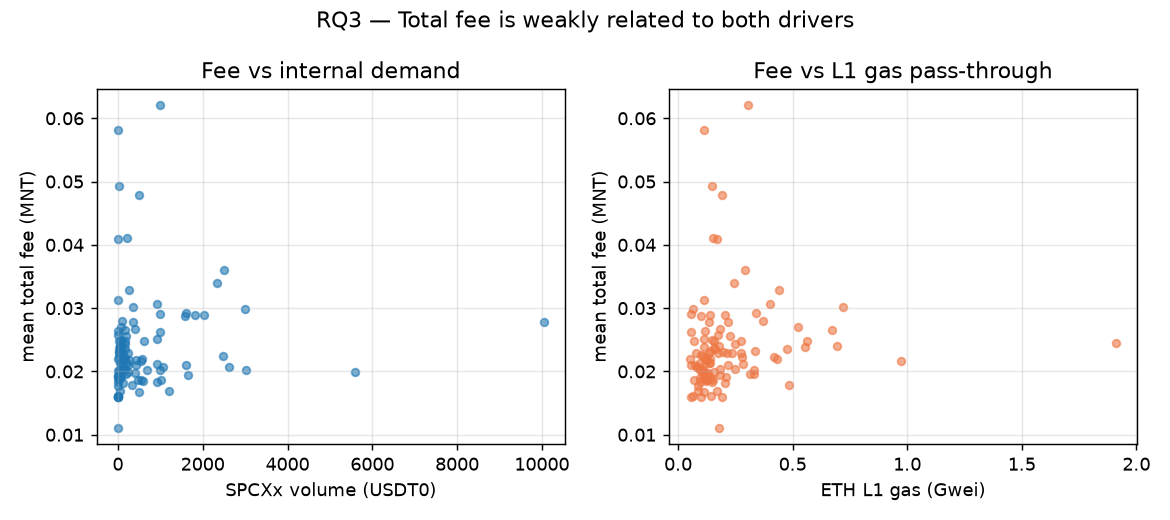 RQ3 — Total fee is weakly related to both drivers
Fee vs internal demand
mean total fee (MNT)
0.06
0.05
0.04
0.03
0.02
0.01
0 2000 4000 6000 8000 10000
SPCXx volume (USDT0)
Fee vs L1 gas pass-through
mean total fee (MNT)
0.06
0.05
0.04
0.03
0.02
0.01
0.0 0.5 1.0 1.5 2.0
ETH L1 gas (Gwei)